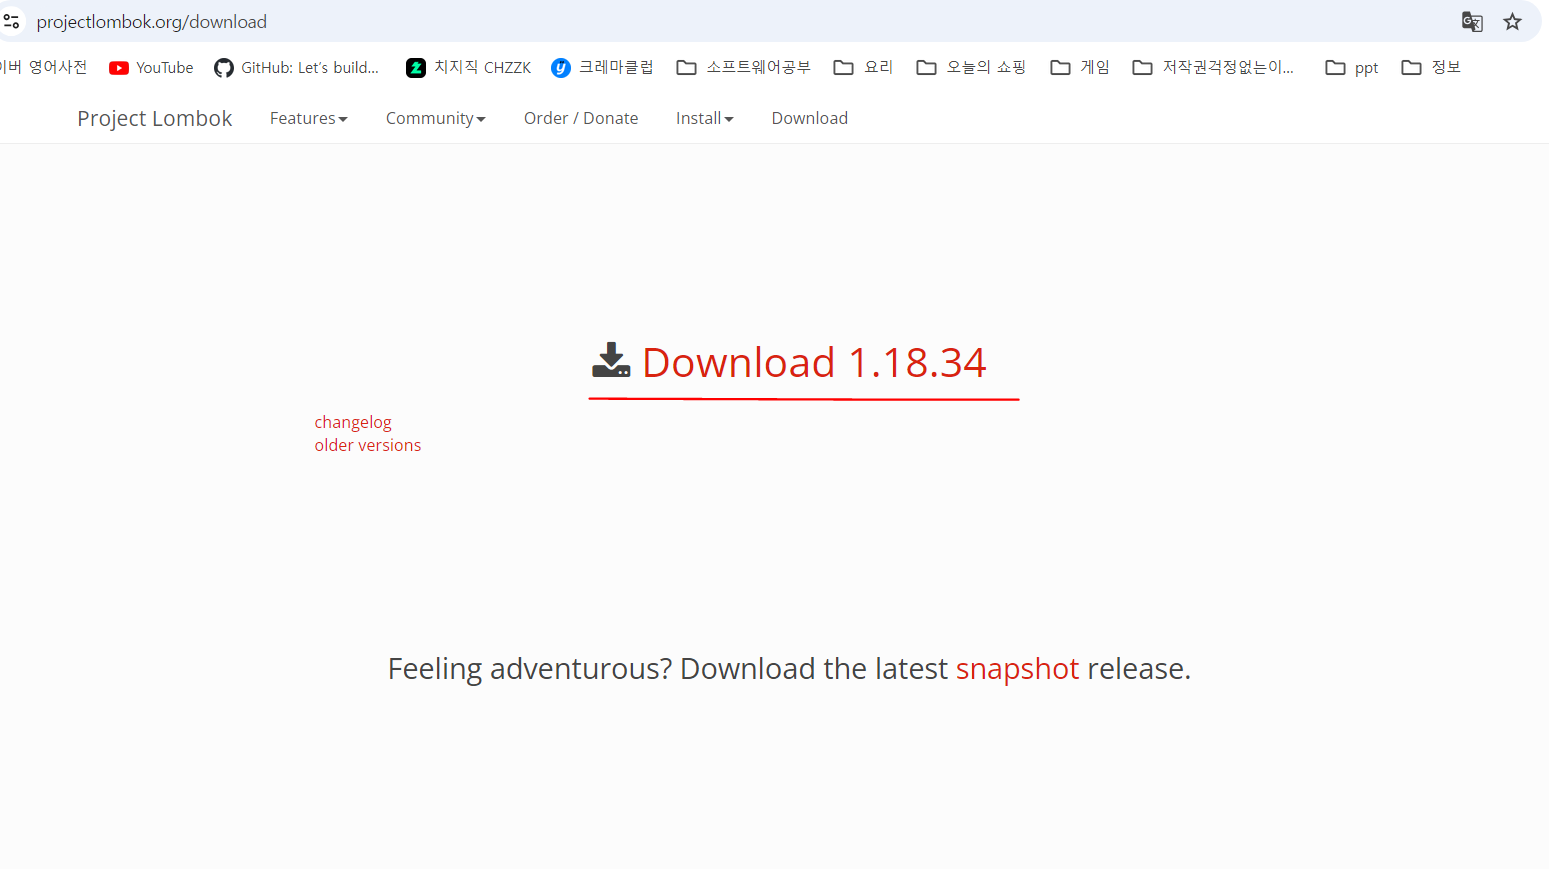 projectlombok.org/download
이버 영어사전 YouTube GitHub: Let's build... 치지직 CHZZK 크레마클럽 소프트웨어공부 요리 오늘의 쇼핑 게임 저작권걱정없는이... ppt 정보
Project Lombok Features Community Order / Donate Install Download
Download 1.18.34
changelog
older versions
Feeling adventurous? Download the latest snapshot release.